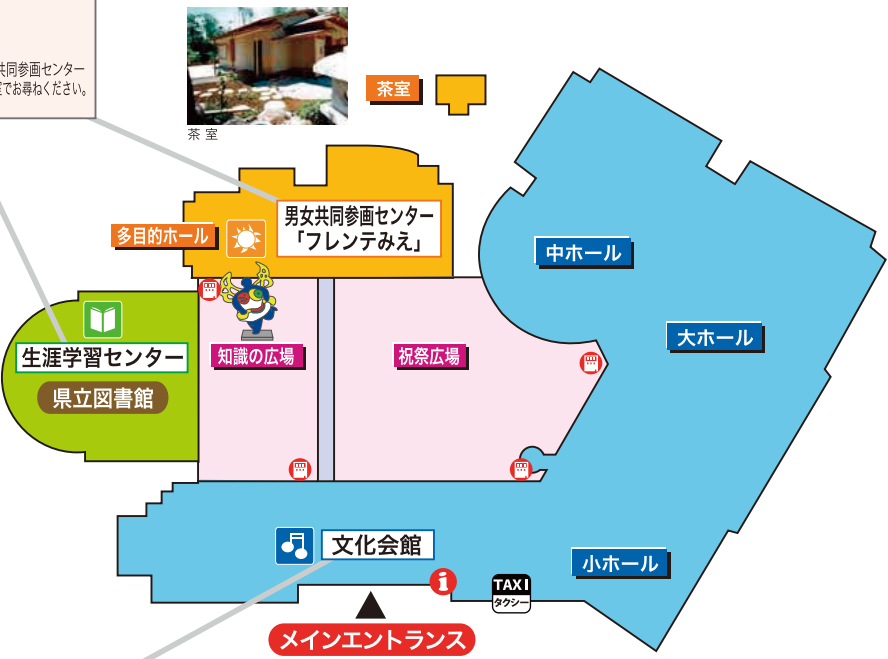 共同参画センター
でお尋ねください。
茶室
茶 室
男女共同参画センター
「フレンテみえ」
多目的ホール
中ホール
大ホール
生涯学習センター
県立図書館
知識の広場
祝祭広場
文化会館
小ホール
i
TAXI
タクシー
メインエントランス